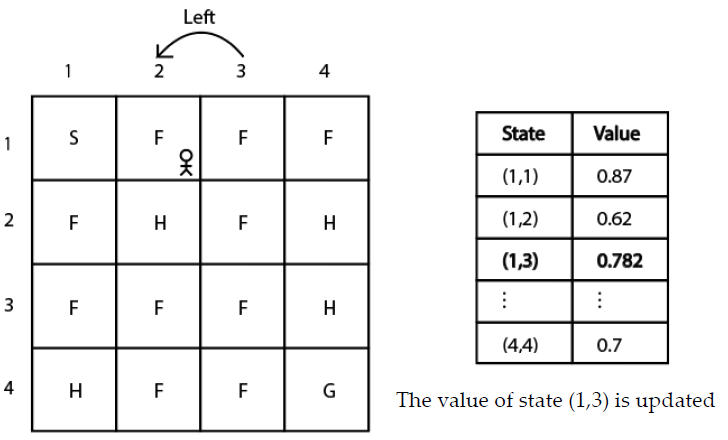 Left
1 2 3 4
1 S F F F
2 F H F H
3 F F F H
4 H F F G
State Value
(1,1) 0.87
(1,2) 0.62
(1,3) 0.782
⋮ ⋮
(4,4) 0.7
The value of state (1,3) is updated